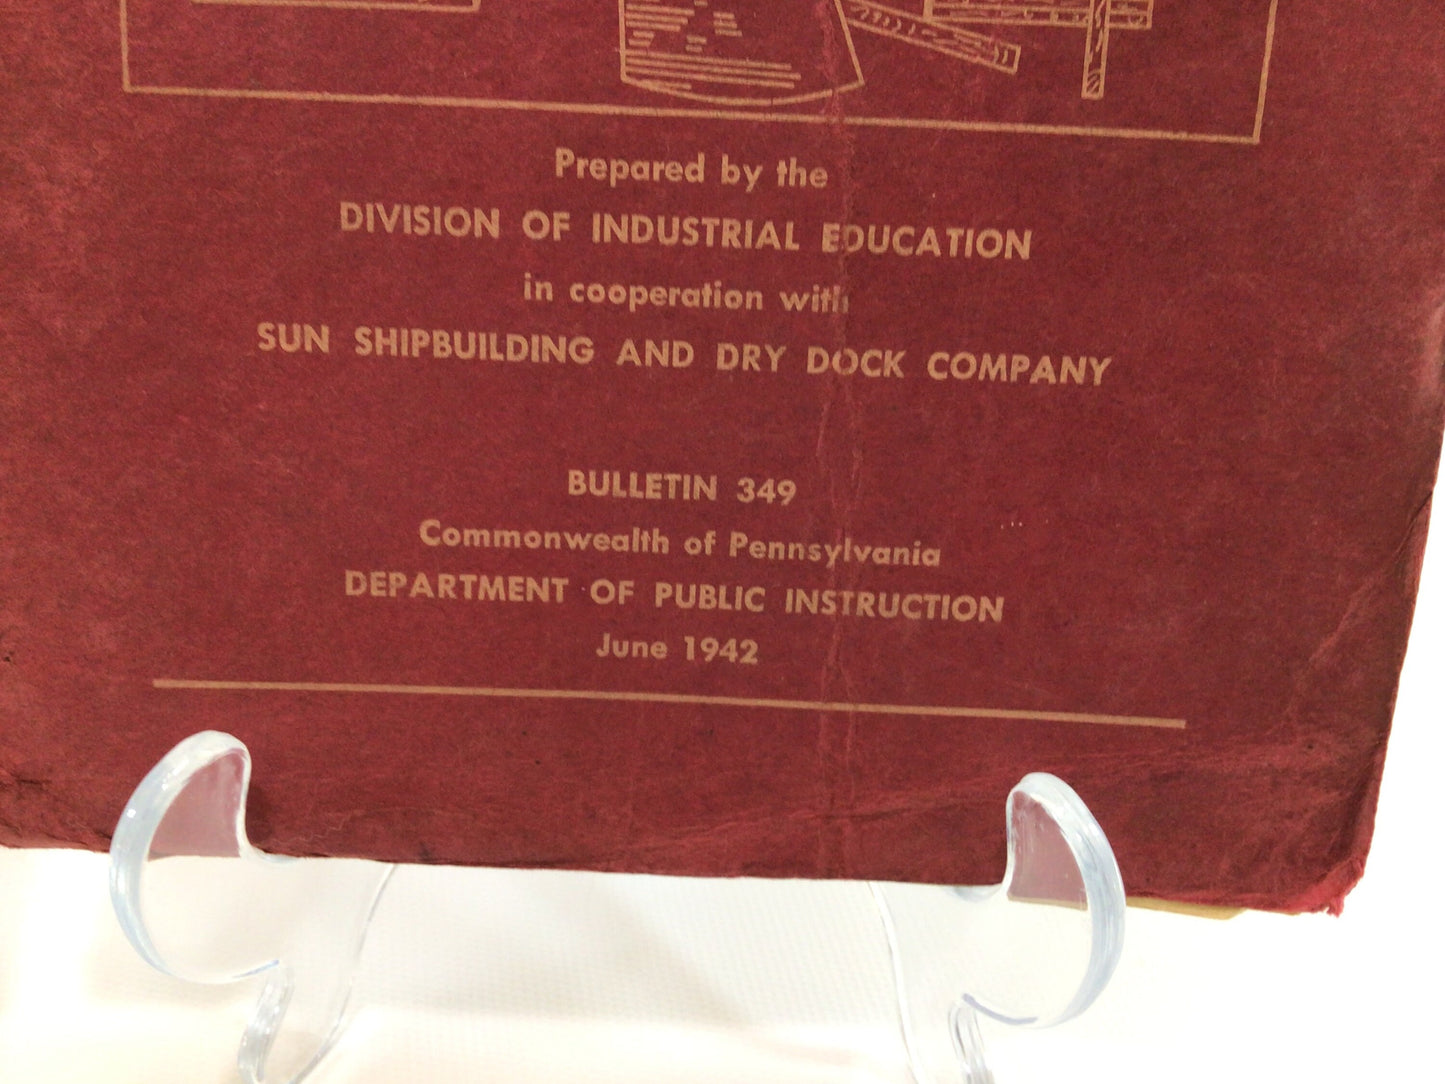 Prepared by the
DIVISION OF INDUSTRIAL EDUCATION
in cooperation with
SUN SHIPBUILDING AND DRY DOCK COMPANY
BULLETIN 349
Commonwealth of Pennsylvania
DEPARTMENT OF PUBLIC INSTRUCTION
June 1942